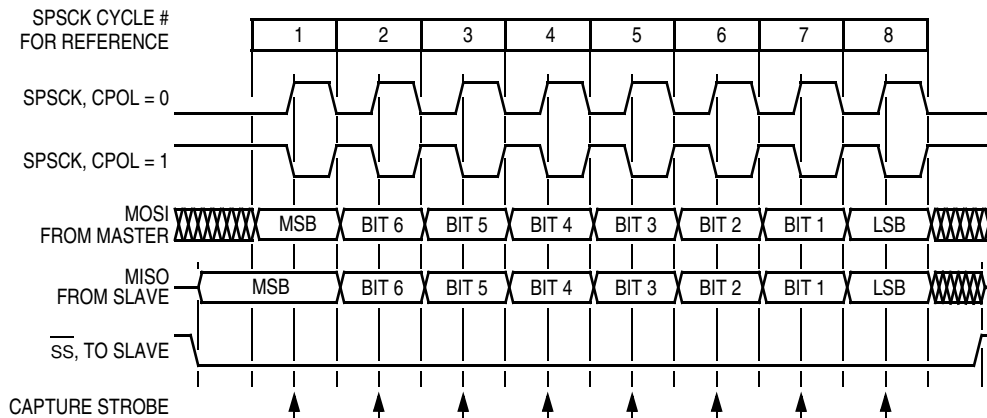 SPSCK CYCLE #
FOR REFERENCE
1 2 3 4 5 6 7 8
SPSCK, CPOL = 0
SPSCK, CPOL = 1
MOSI
FROM MASTER
MSB BIT 6 BIT 5 BIT 4 BIT 3 BIT 2 BIT 1 LSB
MISO
FROM SLAVE
MSB BIT 6 BIT 5 BIT 4 BIT 3 BIT 2 BIT 1 LSB
SS, TO SLAVE
CAPTURE STROBE